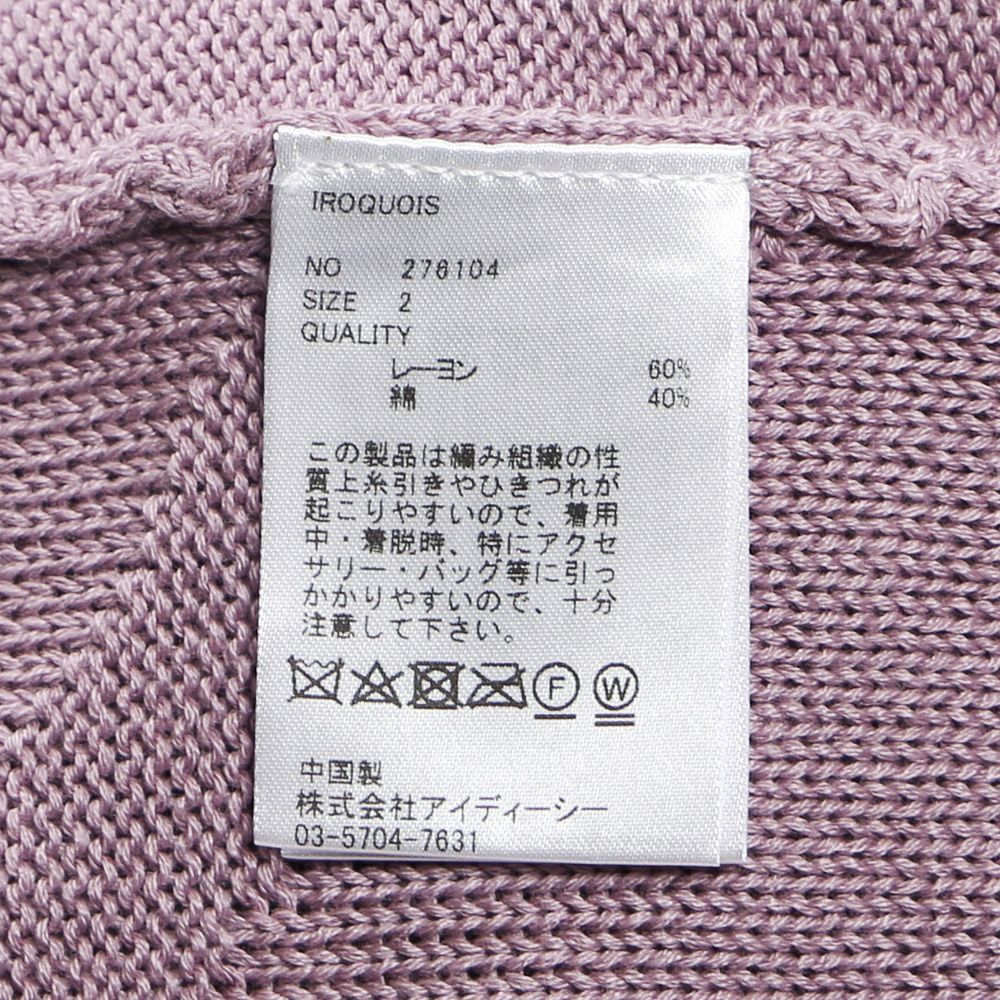 IROQUOIS
NO 276104
SIZE 2
QUALITY
レーヨン 60%
綿 40%
この製品は編み組織の性
質上糸引きやひきつれが
起こりやすいので、着用
中・着脱時、特にアクセ
サリー・バッグ等に引っ
かかりやすいので、十分
注意して下さい。
F W
中国製
株式会社アイディーシー
03-5704-7631